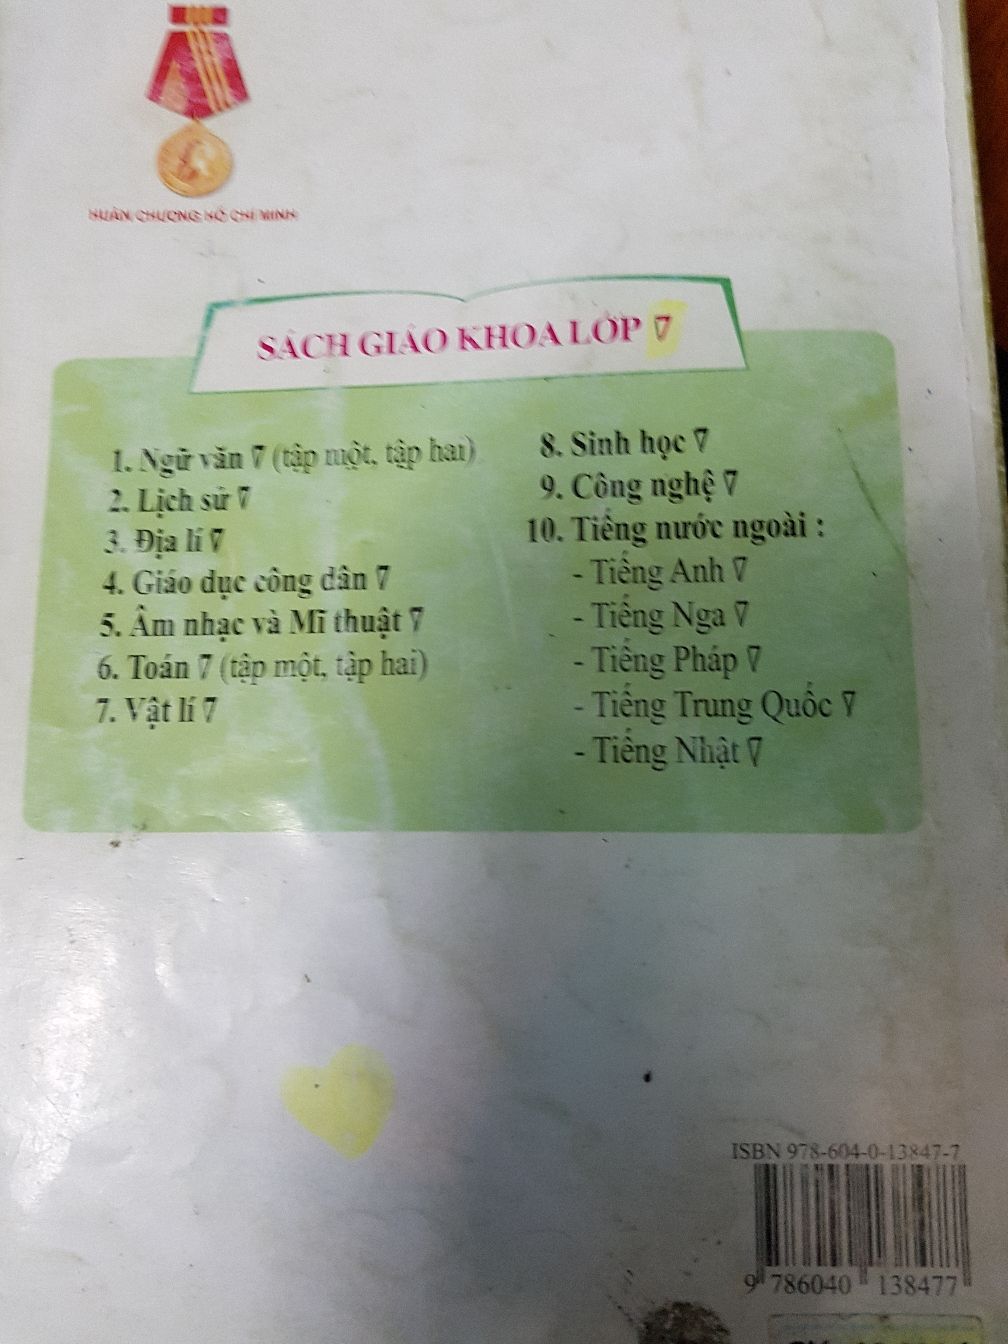 HUÂN CHƯƠNG HỒ CHÍ MINH
SÁCH GIÁO KHOA LỚP 7
1. Ngữ văn 7 (tập một, tập hai)
2. Lịch sử 7
3. Địa lí 7
4. Giáo dục công dân 7
5. Âm nhạc và Mĩ thuật 7
6. Toán 7 (tập một, tập hai)
7. Vật lí 7
8. Sinh học 7
9. Công nghệ 7
10. Tiếng nước ngoài :
- Tiếng Anh 7
- Tiếng Nga 7
- Tiếng Pháp 7
- Tiếng Trung Quốc 7
- Tiếng Nhật 7
ISBN 978-604-0-13847-7
9 786040 138477